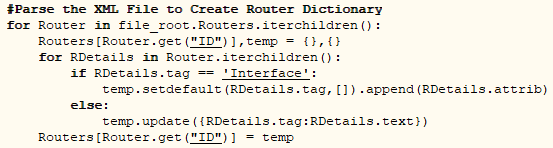 #Parse the XML File to Create Router Dictionary
for Router in file_root.Routers.iterchildren():
    Routers[Router.get("ID")],temp = {},{}
    for RDetails in Router.iterchildren():
        if RDetails.tag == 'Interface':
            temp.setdefault(RDetails.tag,[]).append(RDetails.attrib)
        else:
            temp.update({RDetails.tag:RDetails.text})
    Routers[Router.get("ID")] = temp